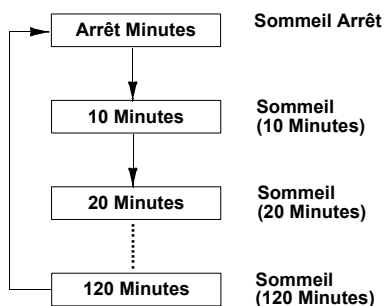 Arrêt Minutes
Sommeil Arrêt
10 Minutes
Sommeil
(10 Minutes)
20 Minutes
Sommeil
(20 Minutes)
120 Minutes
Sommeil
(120 Minutes)